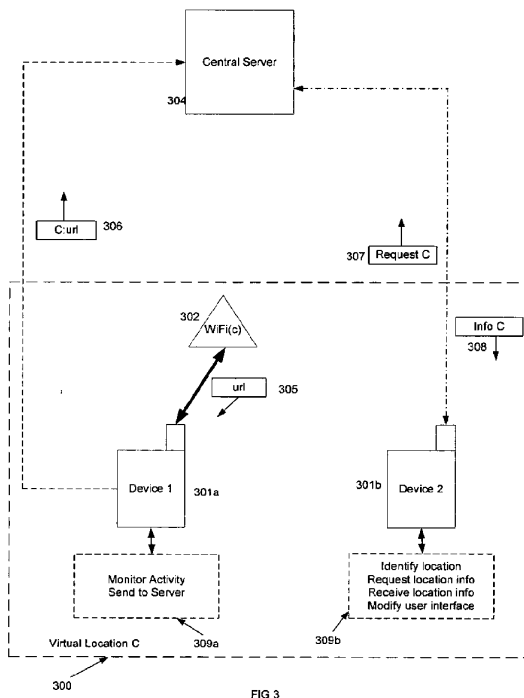 Central Server
304
C:url
306
307
Request C
302
WiFi(c)
Info C
308
url
305
Device 1
301a
301b
Device 2
Monitor Activity
Send to Server
Identify location
Request location info
Receive location info
Modify user interface
Virtual Location C
309a
309b
300
FIG 3